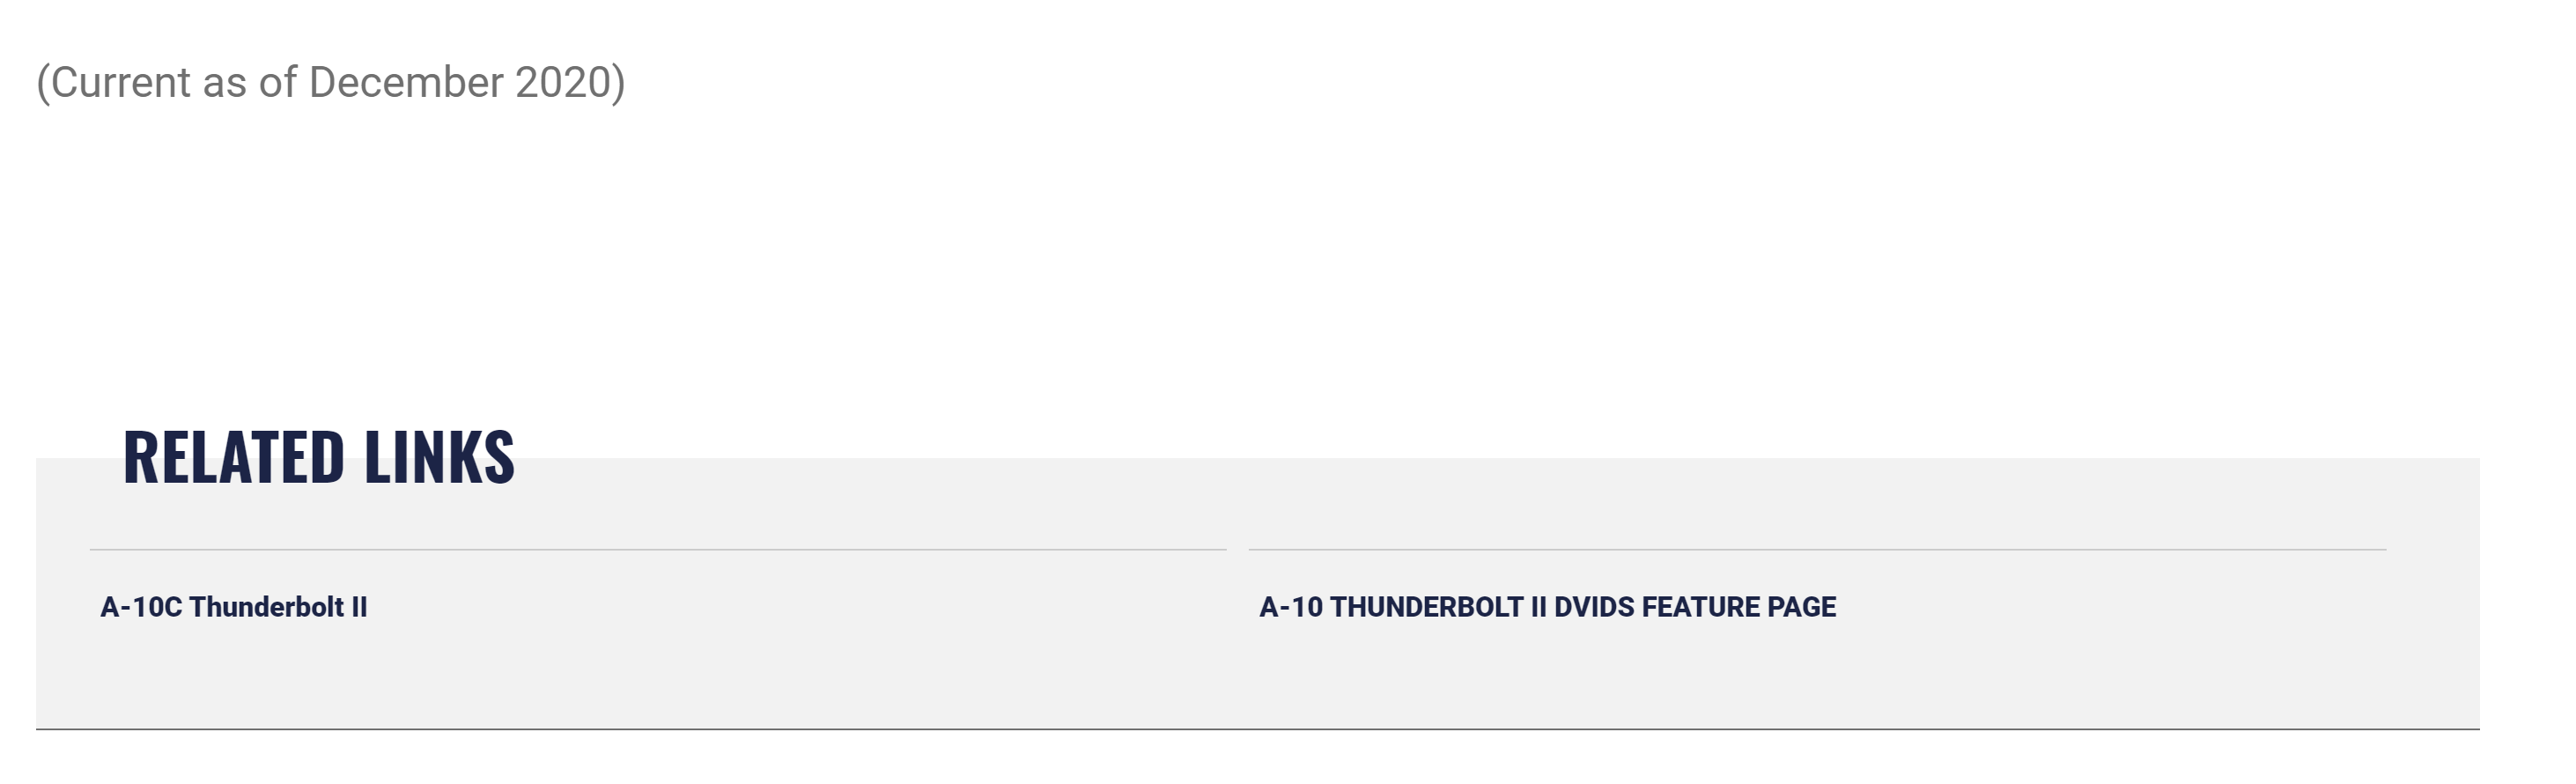 (Current as of December 2020)
RELATED LINKS
A-10C Thunderbolt II
A-10 THUNDERBOLT II DVIDS FEATURE PAGE